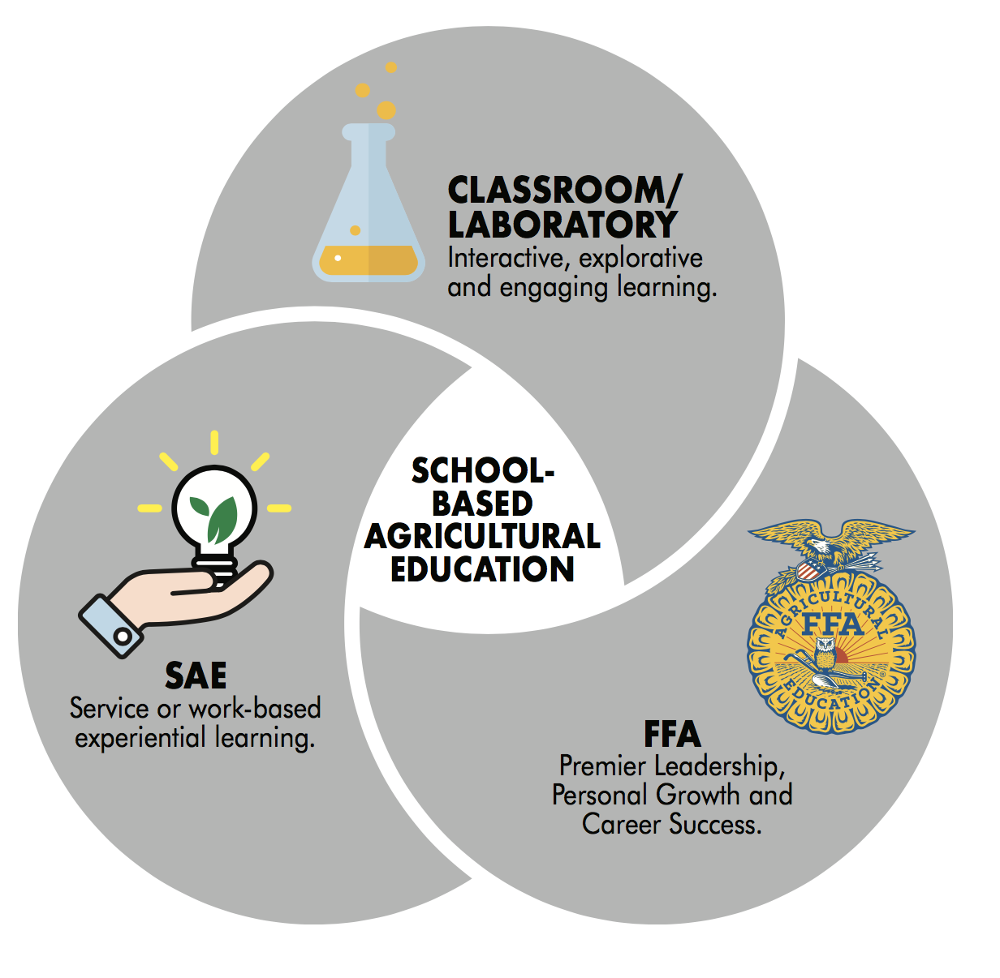 CLASSROOM/
LABORATORY
Interactive, explorative
and engaging learning.
SCHOOL-
BASED
AGRICULTURAL
EDUCATION
SAE
Service or work-based
experiential learning.
AGRICULTURAL
FFA
EDUCATION
®
FFA
Premier Leadership,
Personal Growth and
Career Success.